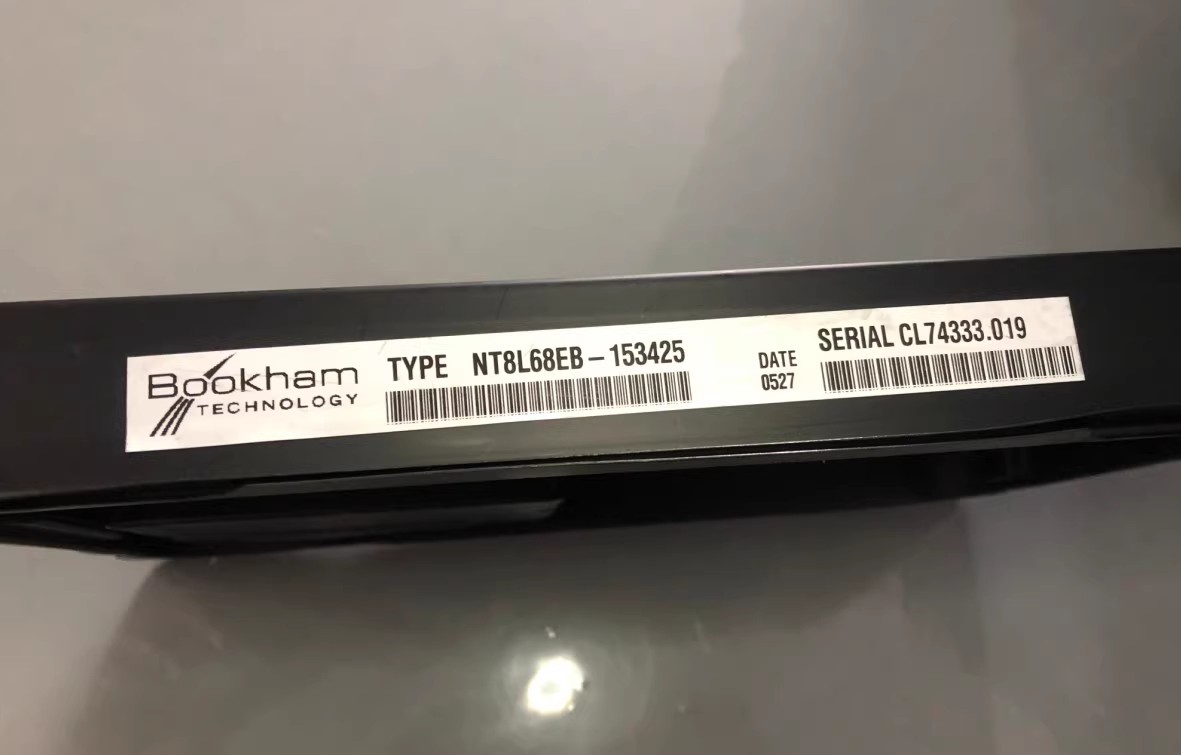 Bookham
TECHNOLOGY
TYPE NT8L68EB – 153425
DATE
0527
SERIAL CL74333.019